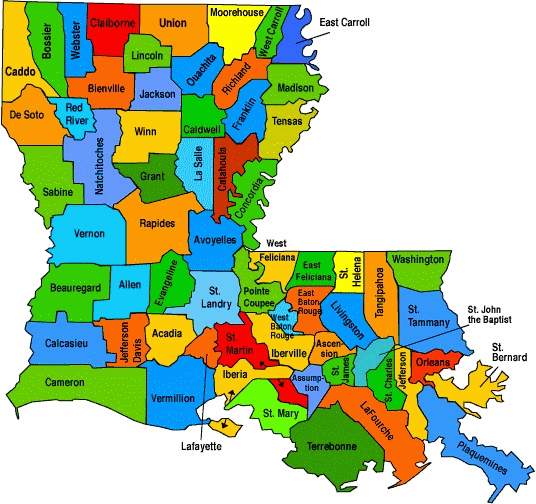 Moorehouse
Union
Claiborne
East Carroll
West Carroll
Webster
Bossier
Lincoln
Ouachita
Caddo
Richland
Madison
Bienville
Jackson
Franklin
De Soto
Red
River
Tensas
Caldwell
Winn
La Salle
Catahoula
Natchitoches
Grant
Sabine
Concordia
Rapides
Vernon
Avoyelles
West
Feliciana
East
Feliciana
St.
Helena
Tangipahoa
Washington
Evangeline
Beauregard
Allen
Pointe
Coupee
St.
Landry
East
Baton
Rouge
Livingston
St.
Tammany
St. John
the Baptist
West
Baton
Rouge
Calcasieu
Jefferson
Davis
Acadia
St.
Martin
Iberville
Ascen-
sion
St.
Bernard
Orleans
Jefferson
St. Charles
St.
James
Iberia
Assump-
tion
Cameron
Vermillion
St. Mary
LaFourche
Lafayette
Terrebonne
Plaquemines